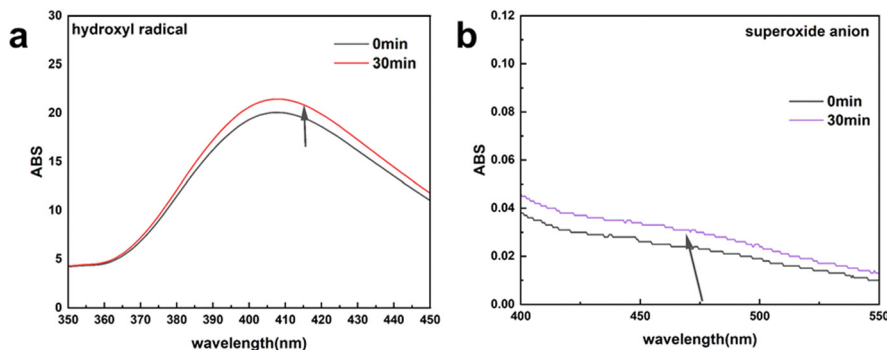 a
hydroxyl radical
0min
30min
30
25
20
15
10
5
0
ABS
350 360 370 380 390 400 410 420 430 440 450
wavelength(nm)
b
superoxide anion
0min
30min
0.12
0.10
0.08
0.06
0.04
0.02
0.00
ABS
400 450 500 550
wavelength(nm)